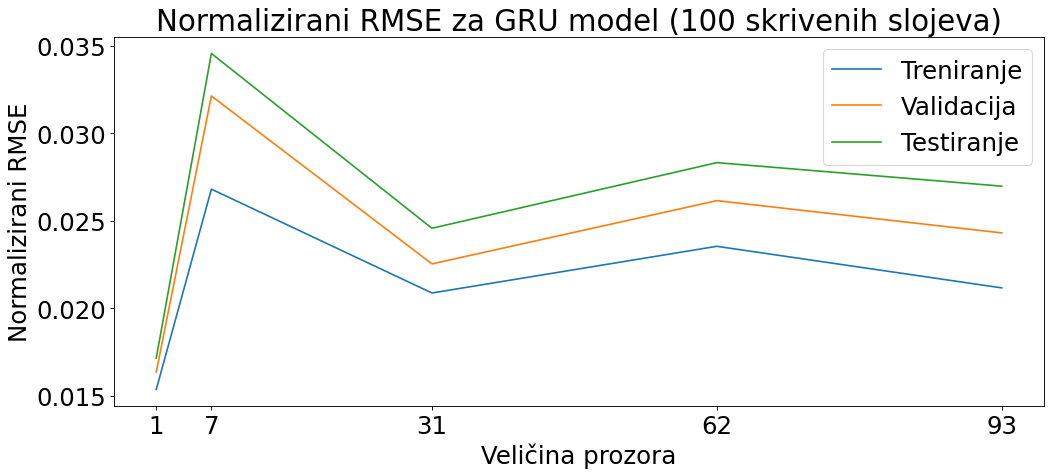 Normalizirani RMSE za GRU model (100 skrivenih slojeva)
Normalizirani RMSE
0.035
0.030
0.025
0.020
0.015
Treniranje
Validacija
Testiranje
1 7 31 62 93
Veličina prozora